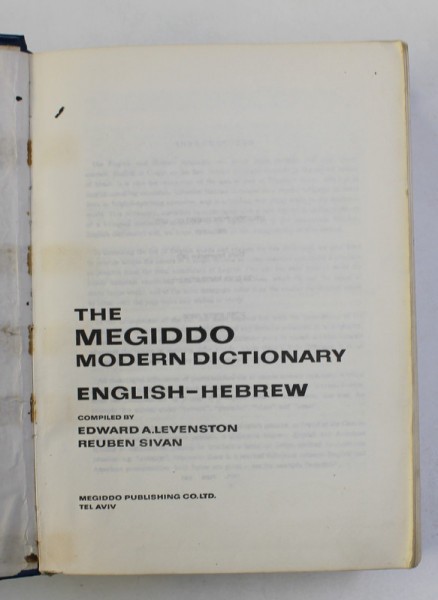 THE
MEGIDDO
MODERN DICTIONARY
ENGLISH-HEBREW
COMPILED BY
EDWARD A.LEVENSTON
REUBEN SIVAN
MEGIDDO PUBLISHING CO.LTD.
TEL AVIV